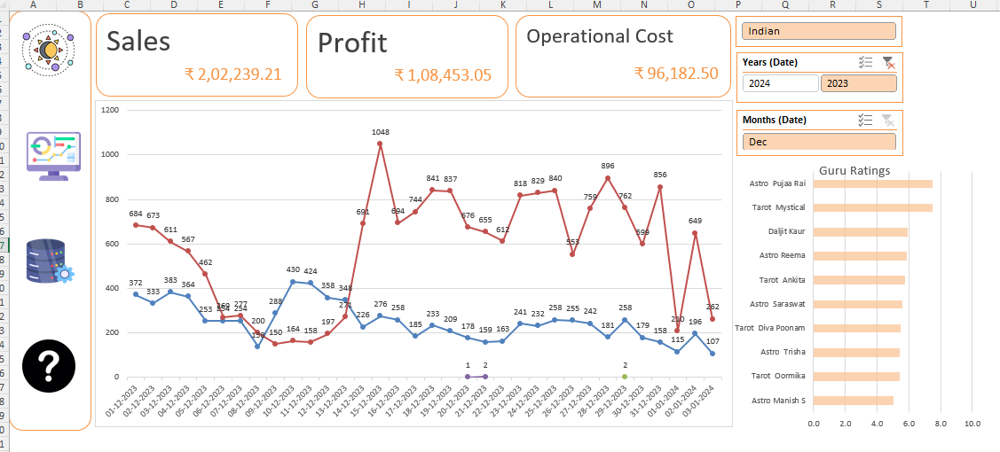 A B C D E F G H I J K L M N O P Q R S T U
Sales
₹ 2,02,239.21
Profit
₹ 1,08,453.05
Operational Cost
₹ 96,182.50
Indian
Years (Date)
2024 2023
Months (Date)
Dec
1200
1000
800
600
400
200
0
684 673 611 567 462 269 277 200 150 164 158 197 271 691 1048 694 744 841 837 676 655 612 818 829 840 553 759 896 762 599 856 210 649 262
372 333 383 364 253 254 254 288 430 424 358 348 226 276 258 185 233 209 178 159 163 241 232 258 255 242 181 258 179 158 115 196 107
1 2 2
01-12-2023
02-12-2023
03-12-2023
04-12-2023
05-12-2023
06-12-2023
07-12-2023
08-12-2023
09-12-2023
10-12-2023
11-12-2023
12-12-2023
13-12-2023
14-12-2023
15-12-2023
16-12-2023
17-12-2023
18-12-2023
19-12-2023
20-12-2023
21-12-2023
22-12-2023
23-12-2023
24-12-2023
25-12-2023
26-12-2023
27-12-2023
28-12-2023
29-12-2023
30-12-2023
31-12-2023
01-01-2024
02-01-2024
03-01-2024
Guru Ratings
Astro Pujaa Rai
Tarot Mystical
Daljit Kaur
Astro Reema
Tarot Ankita
Astro Saraswat
Tarot Diva Poonam
Astro Trisha
Tarot Oormika
Astro Manish S
0.0 2.0 4.0 6.0 8.0 10.0
?